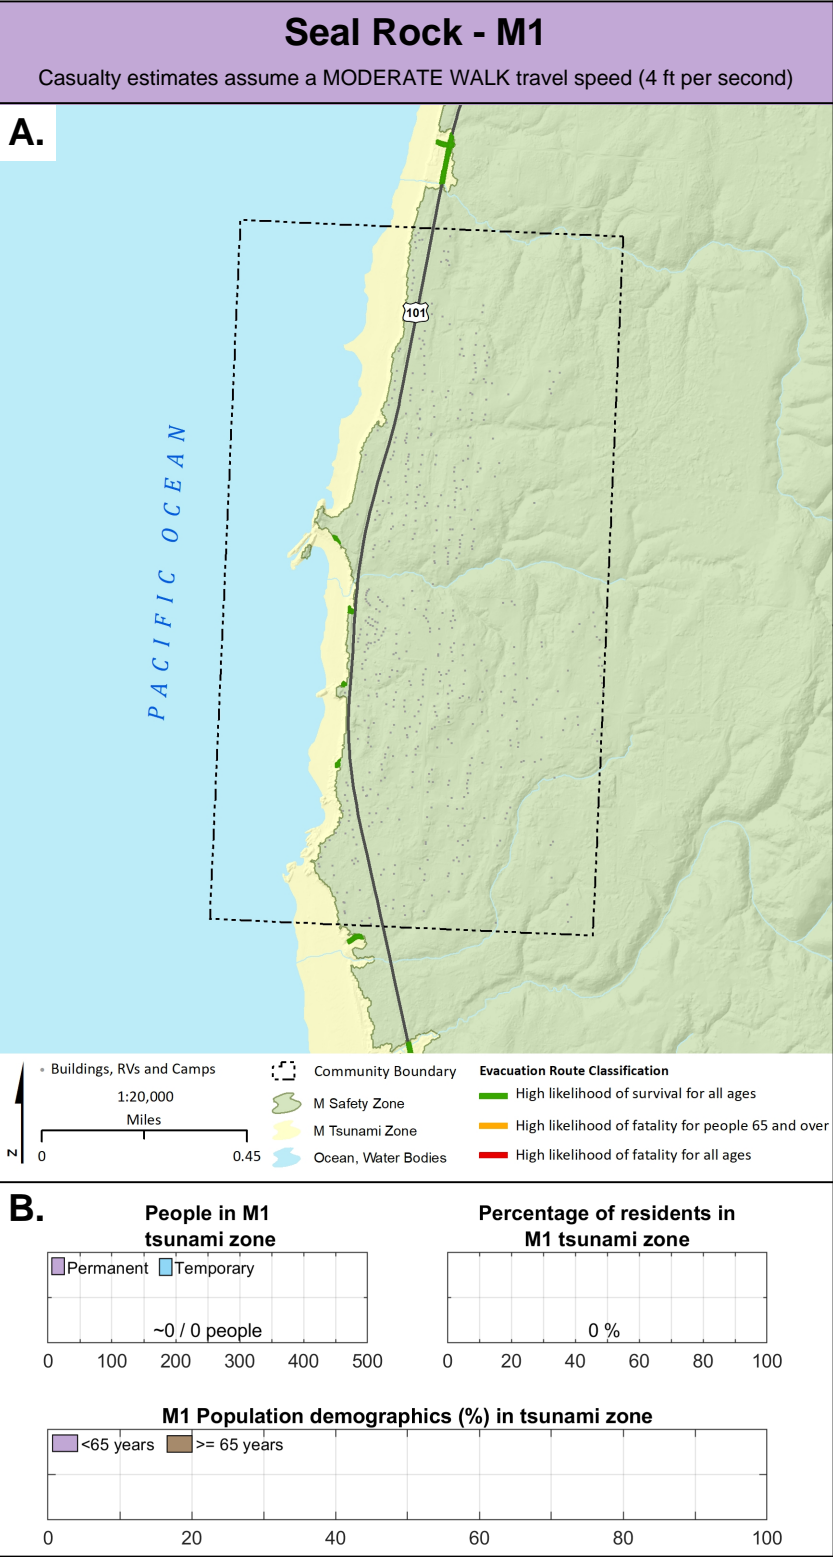 Seal Rock - M1
Casualty estimates assume a MODERATE WALK travel speed (4 ft per second)
A.
101
PACIFIC OCEAN
Buildings, RVs and Camps
1:20,000
Miles
0 0.45
N
Community Boundary
M Safety Zone
M Tsunami Zone
Ocean, Water Bodies
Evacuation Route Classification
High likelihood of survival for all ages
High likelihood of fatality for people 65 and over
High likelihood of fatality for all ages
B.
People in M1
tsunami zone
Permanent Temporary
~0 / 0 people
0 100 200 300 400 500
Percentage of residents in
M1 tsunami zone
0 %
0 20 40 60 80 100
M1 Population demographics (%) in tsunami zone
<65 years >= 65 years
0 20 40 60 80 100